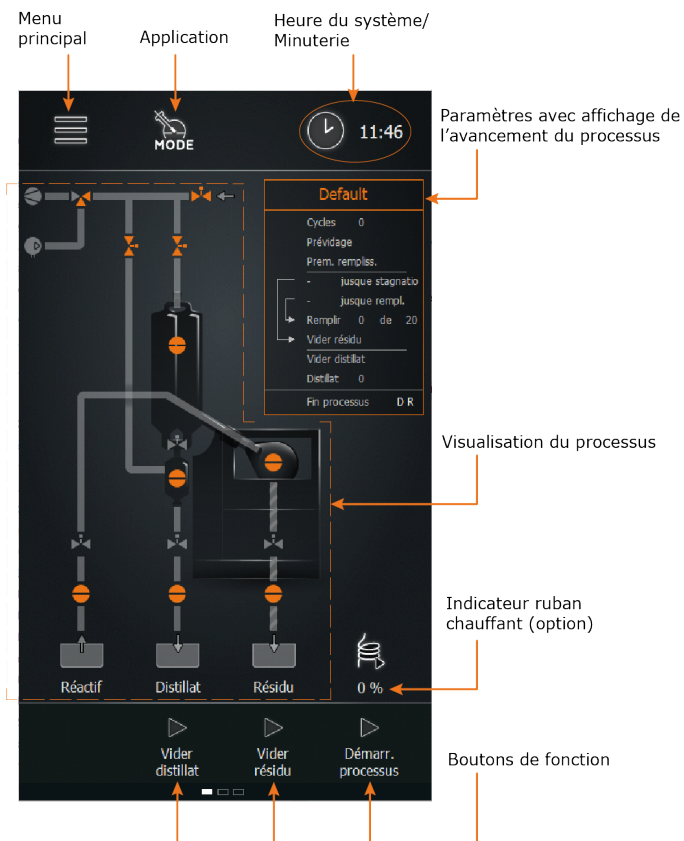 Menu
principal
Application
Heure du système/
Minuterie
MODE
11:46
Paramètres avec affichage de
l'avancement du processus
Default
Cycles 0
Prévidage
Prem. rempliss.
- jusque stagnatio
- jusque rempl.
Remplir 0 de 20
Vider résidu
Vider distillat
Distillat 0
Fin processus D R
Visualisation du processus
Indicateur ruban
chauffant (option)
Réactif
Distillat
Résidu
0 %
Vider
distillat
Vider
résidu
Démarr.
processus
Boutons de fonction